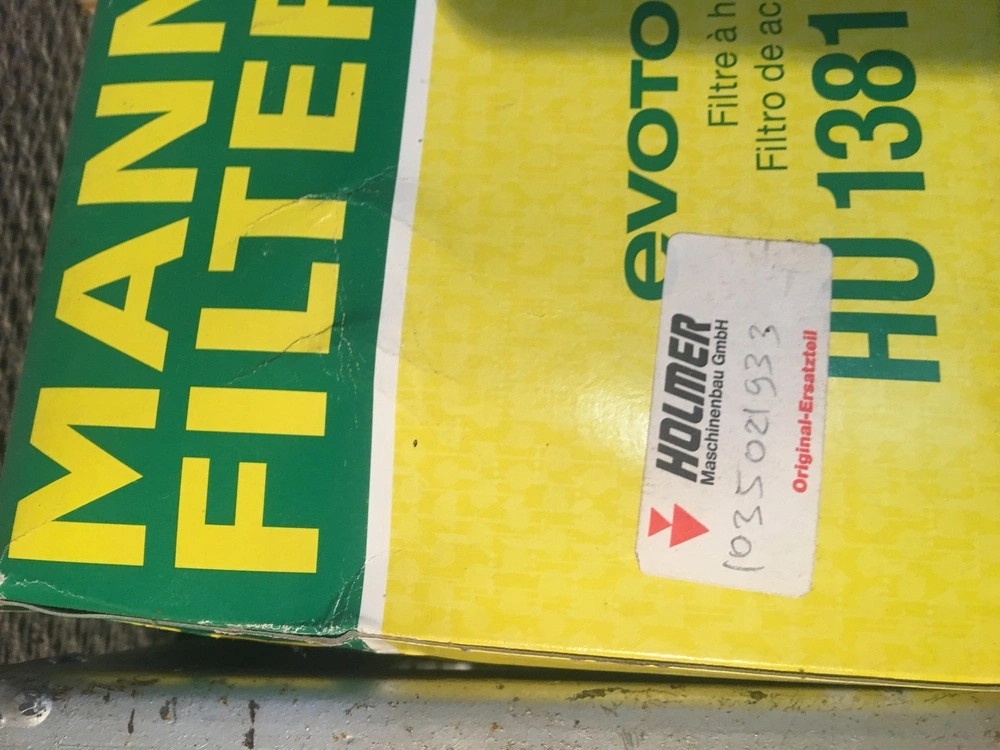 MANN
FILTER
evoto
Filtre à h
Filtro de ac
HU 1381
HOLMER
Maschinenbau GmbH
1035021933
Original-Ersatzteil